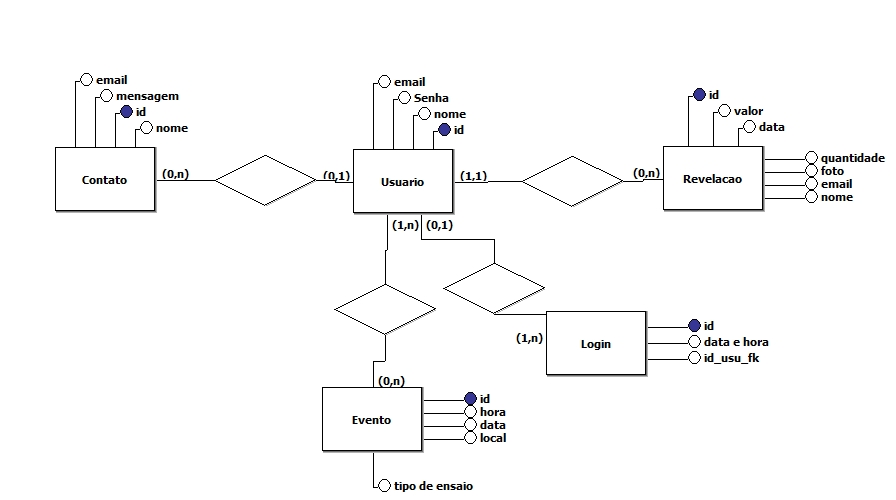 email
mensagem
id
nome
Contato
(0,n)
(0,1)
email
Senha
nome
id
Usuario
(1,1)
(0,n)
id
valor
data
Revelacao
quantidade
foto
email
nome
(1,n)
(0,1)
(1,n)
Login
id
data e hora
id_usu_fk
(0,n)
Evento
id
hora
data
local
tipo de ensaio